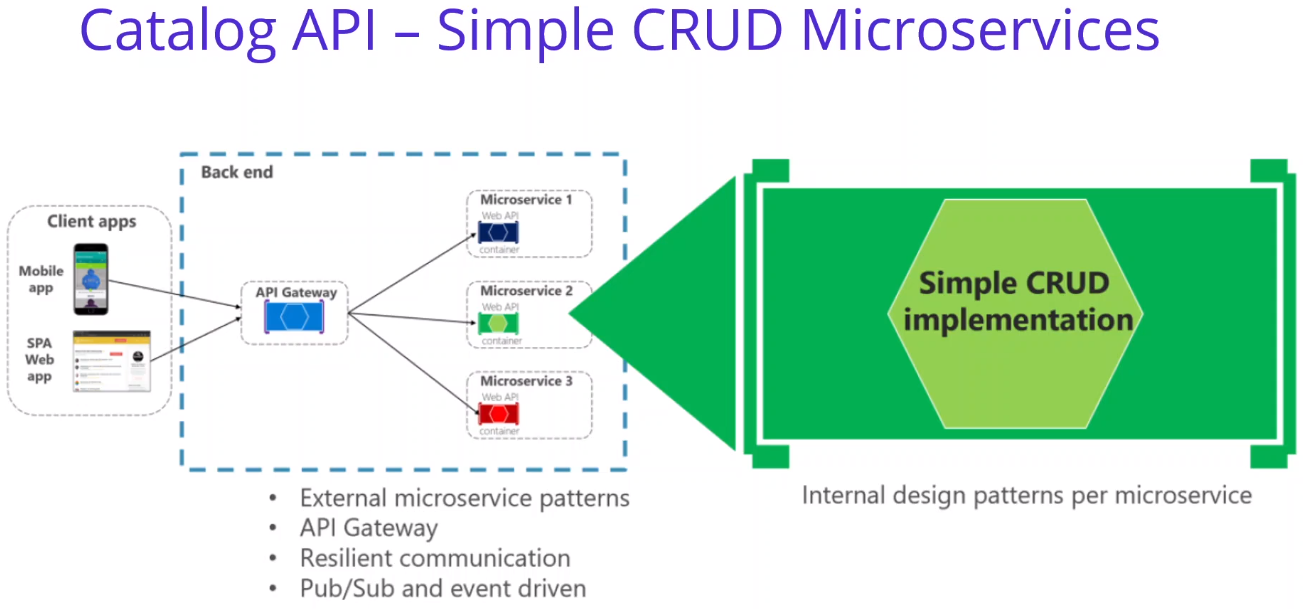 Catalog API – Simple CRUD Microservices
Back end
Client apps
Mobile
app
SPA
Web
app
API Gateway
Microservice 1
Web API
container
Microservice 2
Web API
container
Microservice 3
Web API
container
Simple CRUD
implementation
• External microservice patterns
• API Gateway
• Resilient communication
• Pub/Sub and event driven
Internal design patterns per microservice